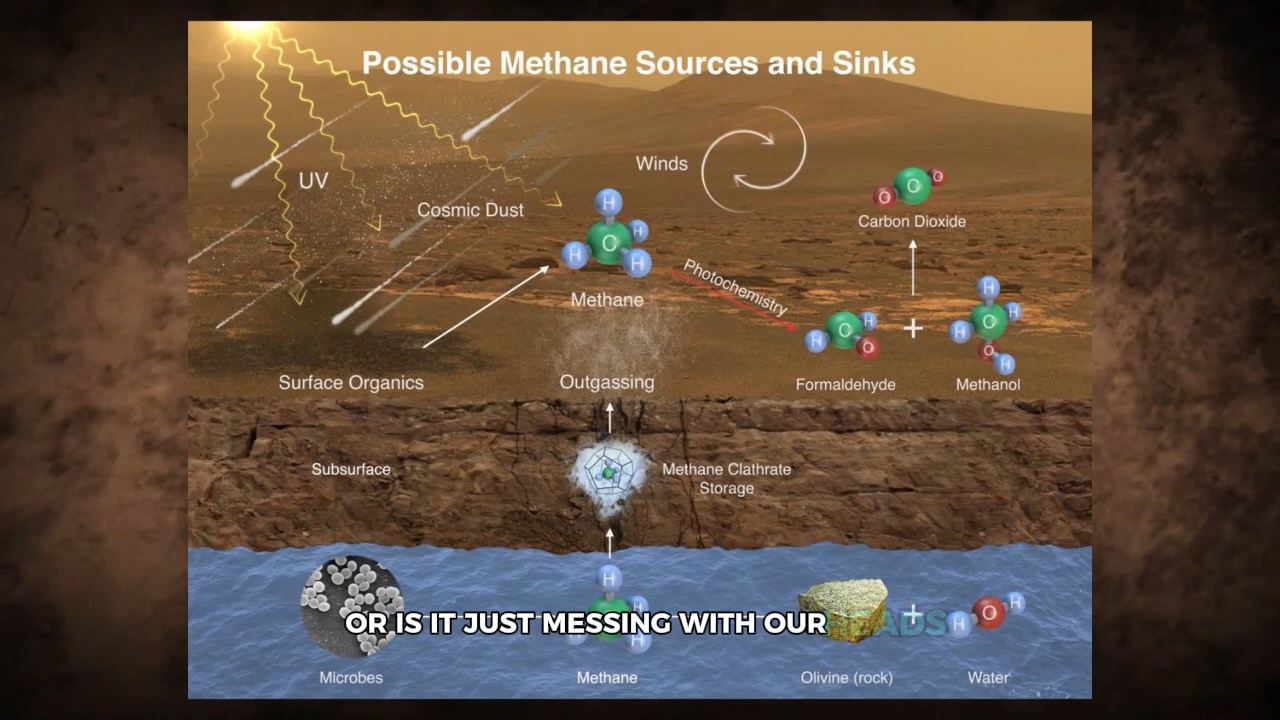 Possible Methane Sources and Sinks
UV
Cosmic Dust
Winds
H
H
C
H
H
Methane
O
C
O
Carbon Dioxide
Photochemistry
H
C
H
O
Formaldehyde
+
H
H
C
H
O
H
Methanol
Surface Organics
Outgassing
Subsurface
Methane Clathrate
Storage
H
H
H
OR IS IT JUST MESSING WITH OUR HEADS
+
H
O
H
Microbes
Methane
Olivine (rock)
Water